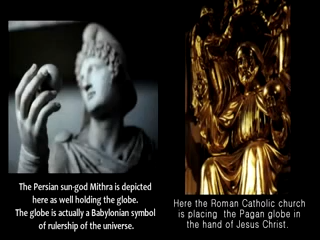 The Persian sun-god Mithra is depicted
here as well holding the globe.
The globe is actually a Babylonian symbol
of rulership of the universe.
Here the Roman Catholic church
is placing the Pagan globe in
the hand of Jesus Christ.